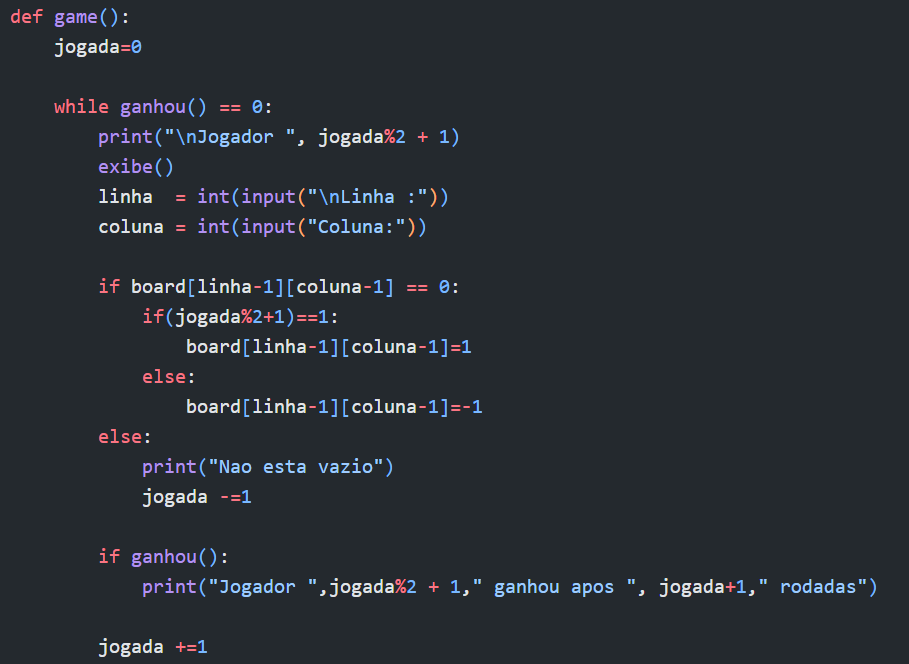 def game():
    jogada=0

    while ganhou() == 0:
        print("\nJogador ", jogada%2 + 1)
        exibe()
        linha  = int(input("\nLinha :"))
        coluna = int(input("Coluna:"))

        if board[linha-1][coluna-1] == 0:
            if(jogada%2+1)==1:
                board[linha-1][coluna-1]=1
            else:
                board[linha-1][coluna-1]=-1
        else:
            print("Nao esta vazio")
            jogada -=1

        if ganhou():
            print("Jogador ",jogada%2 + 1," ganhou apos ", jogada+1," rodadas")

        jogada +=1